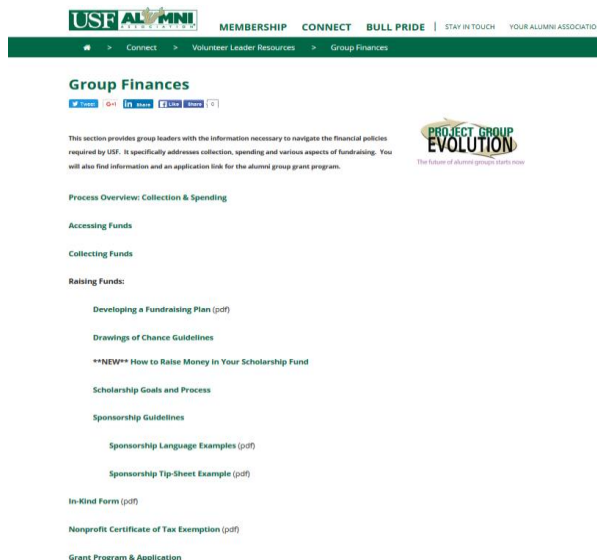 USF ALUMNI
ASSOCIATION
MEMBERSHIP CONNECT BULL PRIDE | STAY IN TOUCH YOUR ALUMNI ASSOCIATIO
> Connect > Volunteer Leader Resources > Group Finances
Group Finances
Tweet G+1 in Share Like Share 0
This section provides group leaders with the information necessary to navigate the financial policies
required by USF. It specifically addresses collection, spending and various aspects of fundraising. You
will also find information and an application link for the alumni group grant program.
PROJECT GROUP
EVOLUTION
The future of alumni groups starts now
Process Overview: Collection & Spending
Accessing Funds
Collecting Funds
Raising Funds:
Developing a Fundraising Plan (pdf)
Drawings of Chance Guidelines
**NEW** How to Raise Money in Your Scholarship Fund
Scholarship Goals and Process
Sponsorship Guidelines
Sponsorship Language Examples (pdf)
Sponsorship Tip-Sheet Example (pdf)
In-Kind Form (pdf)
Nonprofit Certificate of Tax Exemption (pdf)
Grant Program & Application